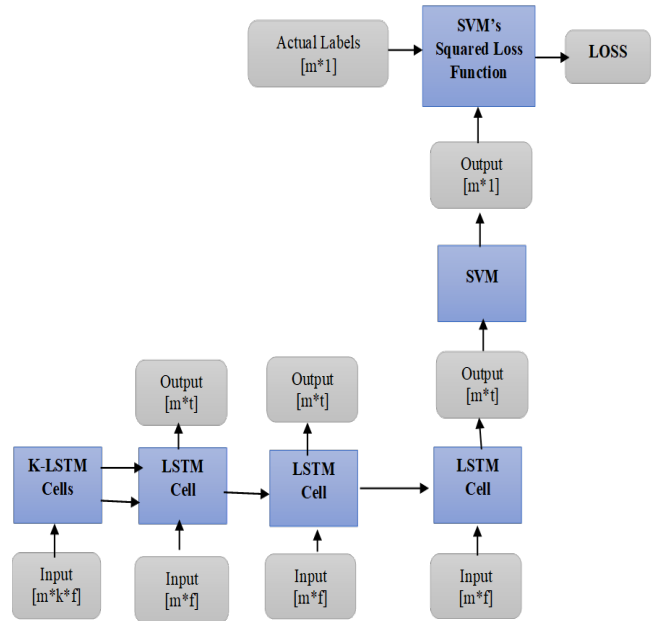 Actual Labels
[m*1]
SVM's
Squared Loss
Function
LOSS
Output
[m*1]
SVM
Output
[m*t]
Output
[m*t]
Output
[m*t]
K-LSTM
Cells
LSTM
Cell
LSTM
Cell
LSTM
Cell
Input
[m*k*f]
Input
[m*f]
Input
[m*f]
Input
[m*f]